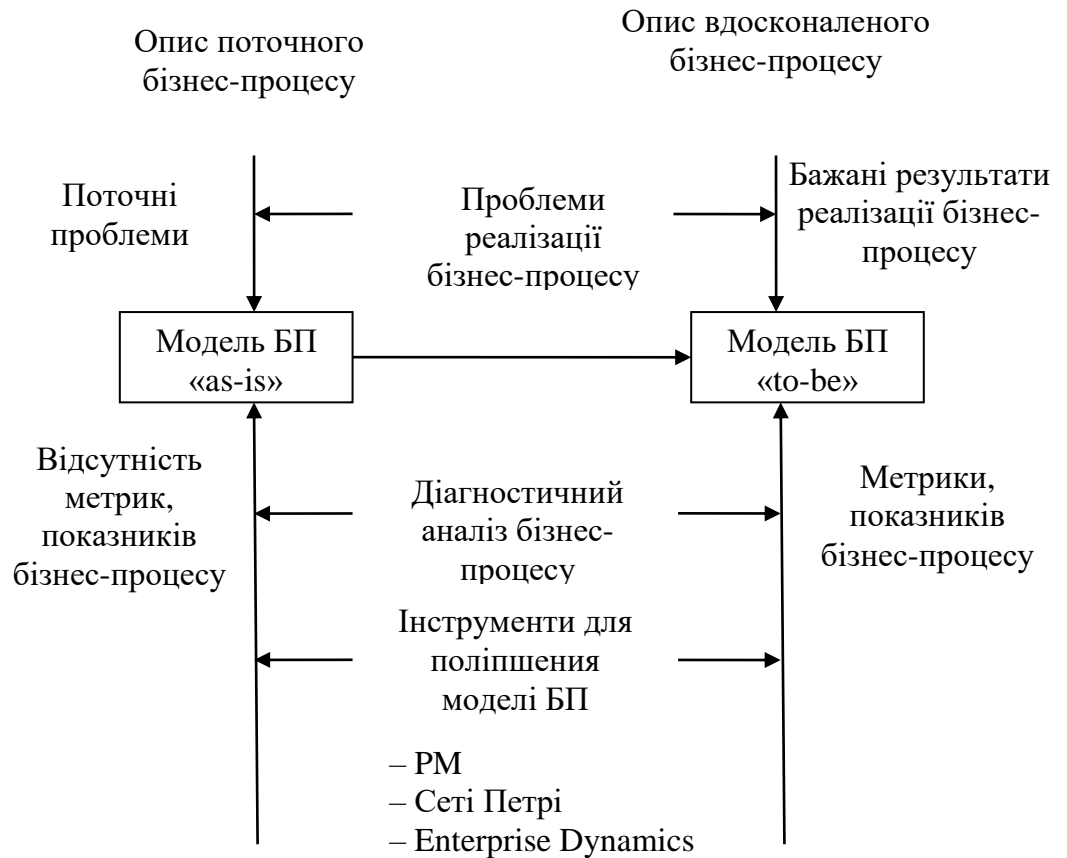 Опис поточного
бізнес-процесу
Опис вдосконаленого
бізнес-процесу
Поточні
проблеми
Проблеми
реалізації
бізнес-процесу
Бажані результати
реалізації бізнес-
процесу
Модель БП
«as-is»
Модель БП
«to-be»
Відсутність
метрик,
показників
бізнес-процесу
Діагностичний
аналіз бізнес-
процесу
Метрики,
показників
бізнес-процесу
Інструменти для
поліпшення
моделі БП
– PM
– Сеті Петрі
– Enterprise Dynamics